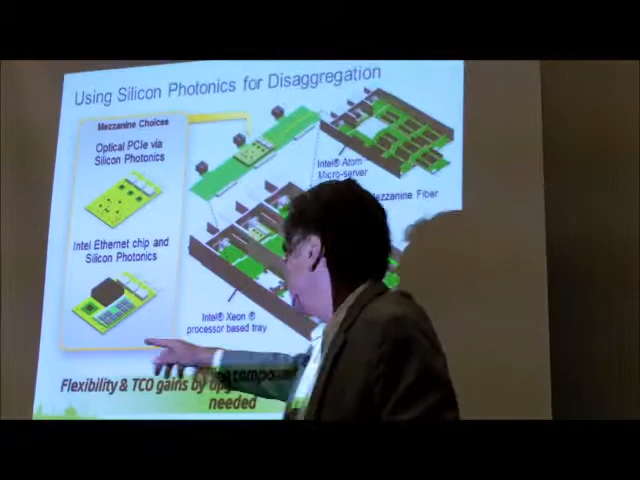 Using Silicon Photonics for Disaggregation
Mezzanine Choices
Optical PCIe via
Silicon Photonics
Intel Ethernet chip and
Silicon Photonics
Intel® Atom
Micro-server
Mezzanine Fiber
Intel® Xeon ®
processor based tray
Flexibility & TCO gains by
needed